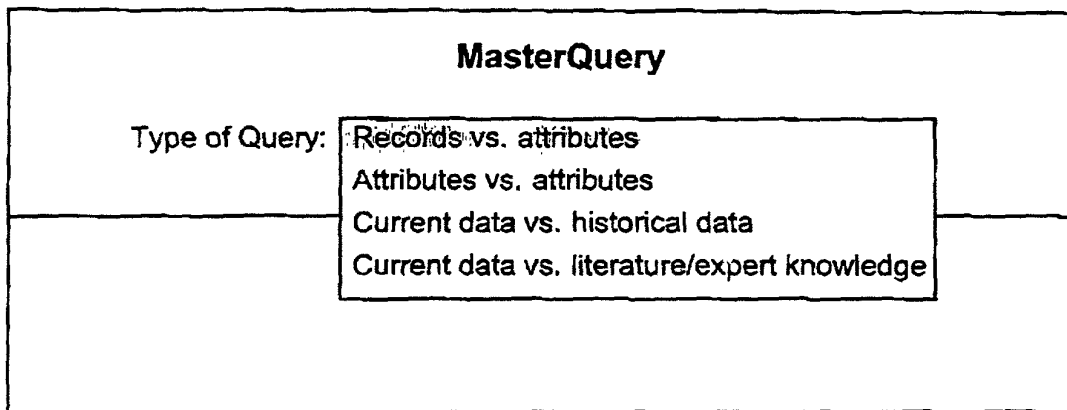 MasterQuery
Type of Query: Records vs. attributes
Attributes vs. attributes
Current data vs. historical data
Current data vs. literature/expert knowledge